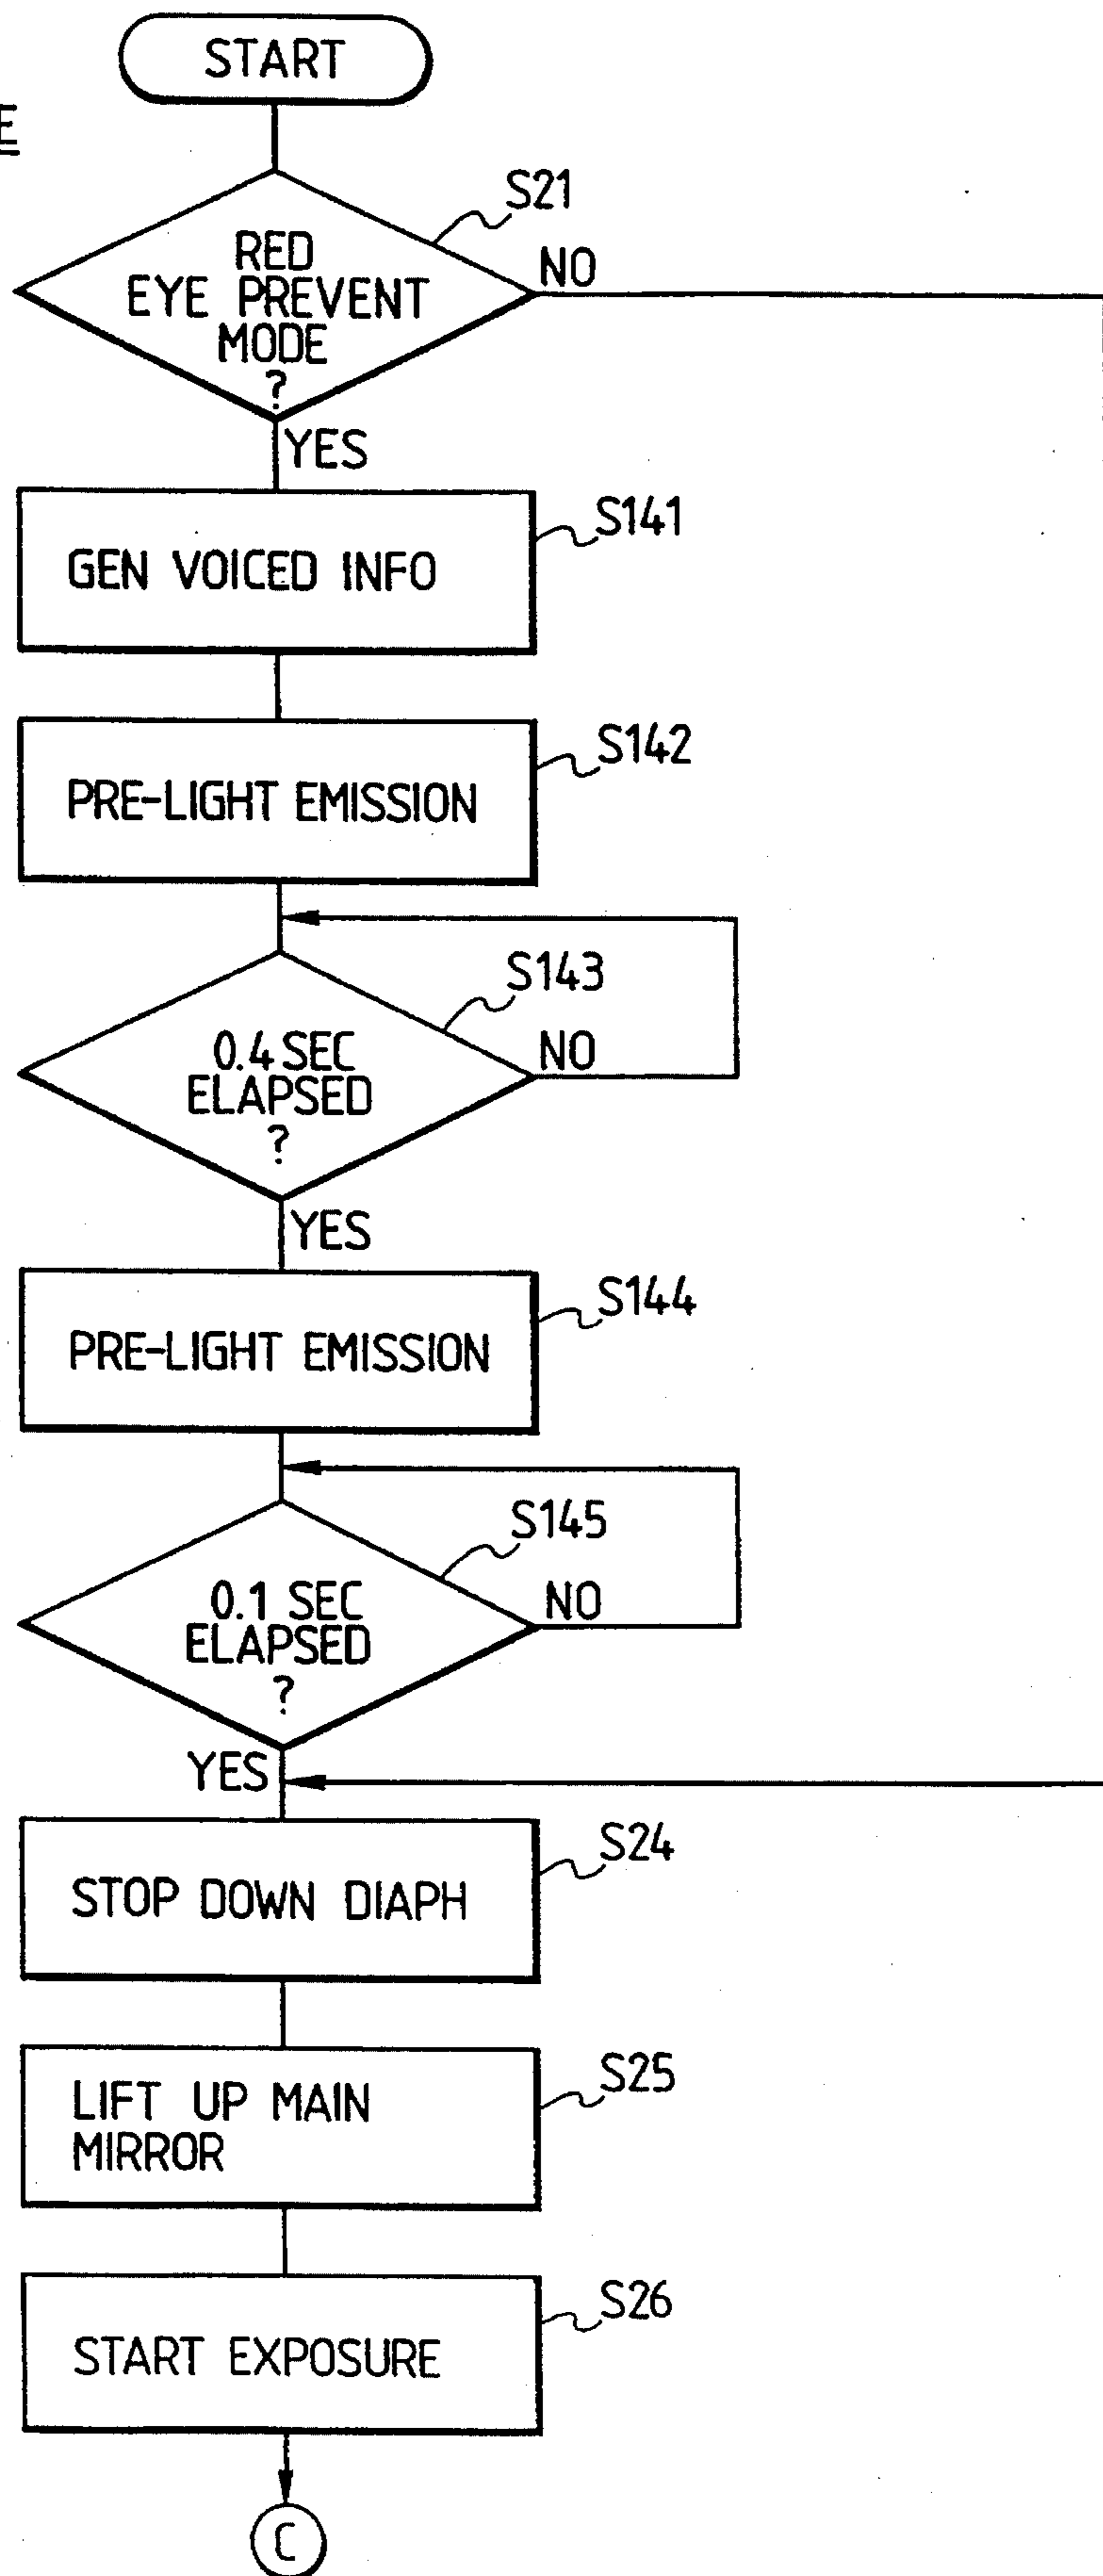 START
E
S21
RED
EYE PREVENT
MODE
?
NO
YES
S141
GEN VOICED INFO
S142
PRE-LIGHT EMISSION
S143
0.4 SEC
ELAPSED
?
NO
YES
S144
PRE-LIGHT EMISSION
S145
0.1 SEC
ELAPSED
?
NO
YES
S24
STOP DOWN DIAPH
S25
LIFT UP MAIN
MIRROR
S26
START EXPOSURE
C